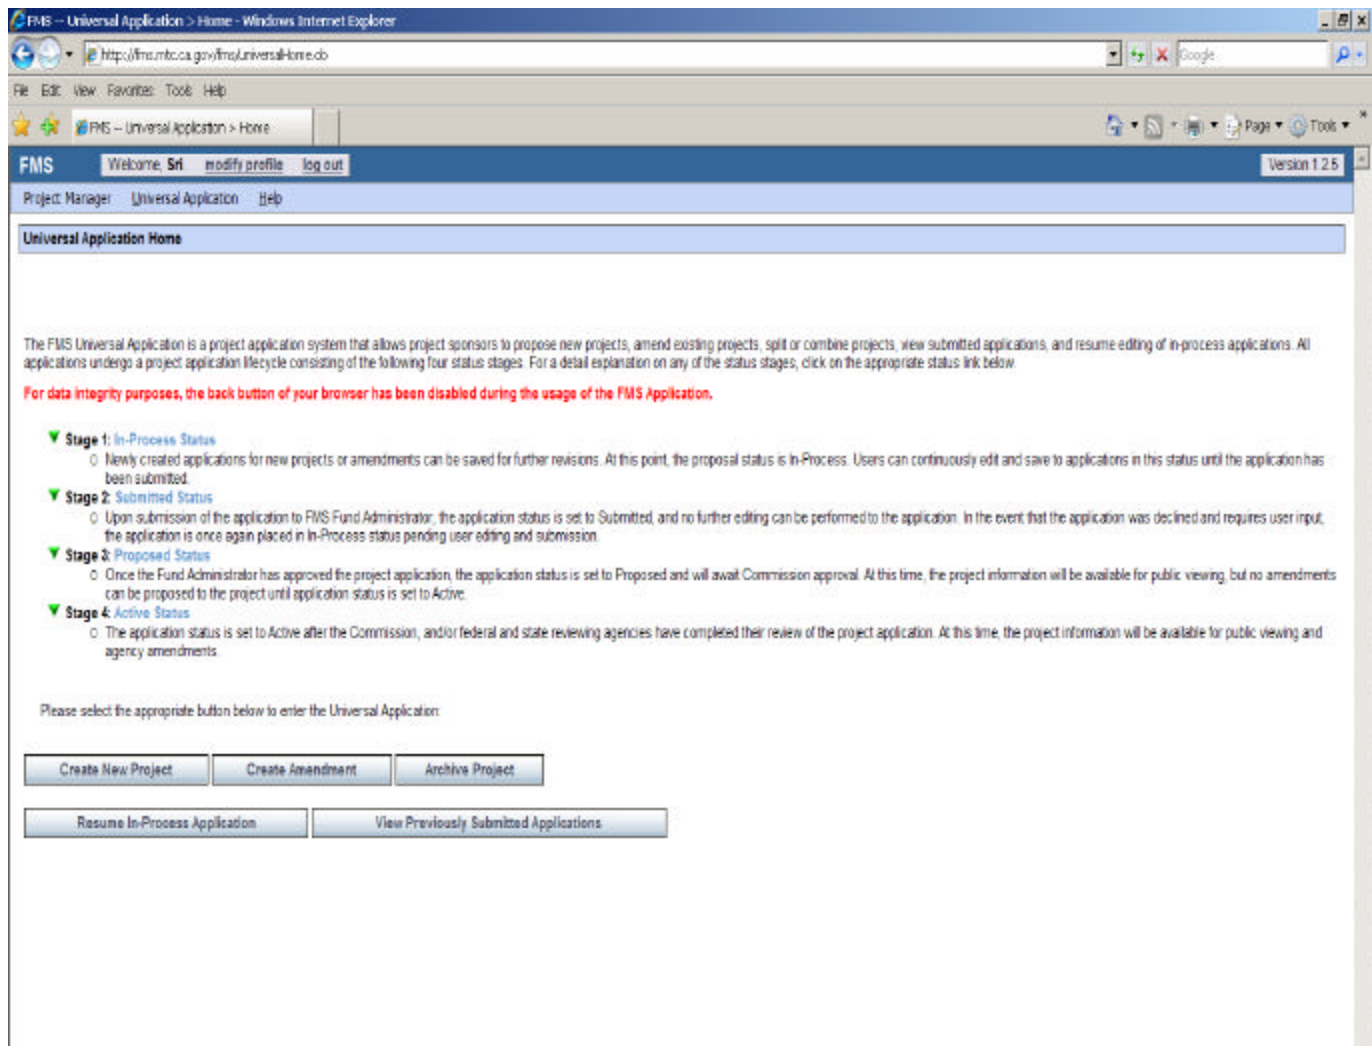 FMS -- Universal Application > Home - Windows Internet Explorer
http://fms.mtc.ca.gov/fms/universalHome.do
Google
File Edit View Favorites Tools Help
FMS -- Universal Application > Home
Page Tools
FMS Welcome, Sri modify profile log out Version 1.2.5
Project Manager Universal Application Help
Universal Application Home
The FMS Universal Application is a project application system that allows project sponsors to propose new projects, amend existing projects, split or combine projects, view submitted applications, and resume editing of in-process applications. All
applications undergo a project application lifecycle consisting of the following four status stages. For a detail explanation on any of the status stages, click on the appropriate status link below.
For data integrity purposes, the back button of your browser has been disabled during the usage of the FMS Application.
Stage 1: In-Process Status
Newly created applications for new projects or amendments can be saved for further revisions. At this point, the proposal status is In-Process. Users can continuously edit and save to applications in this status until the application has
been submitted.
Stage 2: Submitted Status
Upon submission of the application to FMS Fund Administrator, the application status is set to Submitted, and no further editing can be performed to the application. In the event that the application was declined and requires user input,
the application is once again placed in In-Process status pending user editing and submission.
Stage 3: Proposed Status
Once the Fund Administrator has approved the project application, the application status is set to Proposed and will await Commission approval. At this time, the project information will be available for public viewing, but no amendments
can be proposed to the project until application status is set to Active.
Stage 4: Active Status
The application status is set to Active after the Commission, and/or federal and state reviewing agencies have completed their review of the project application. At this time, the project information will be available for public viewing and
agency amendments.
Please select the appropriate button below to enter the Universal Application:
Create New Project Create Amendment Archive Project
Resume In-Process Application View Previously Submitted Applications